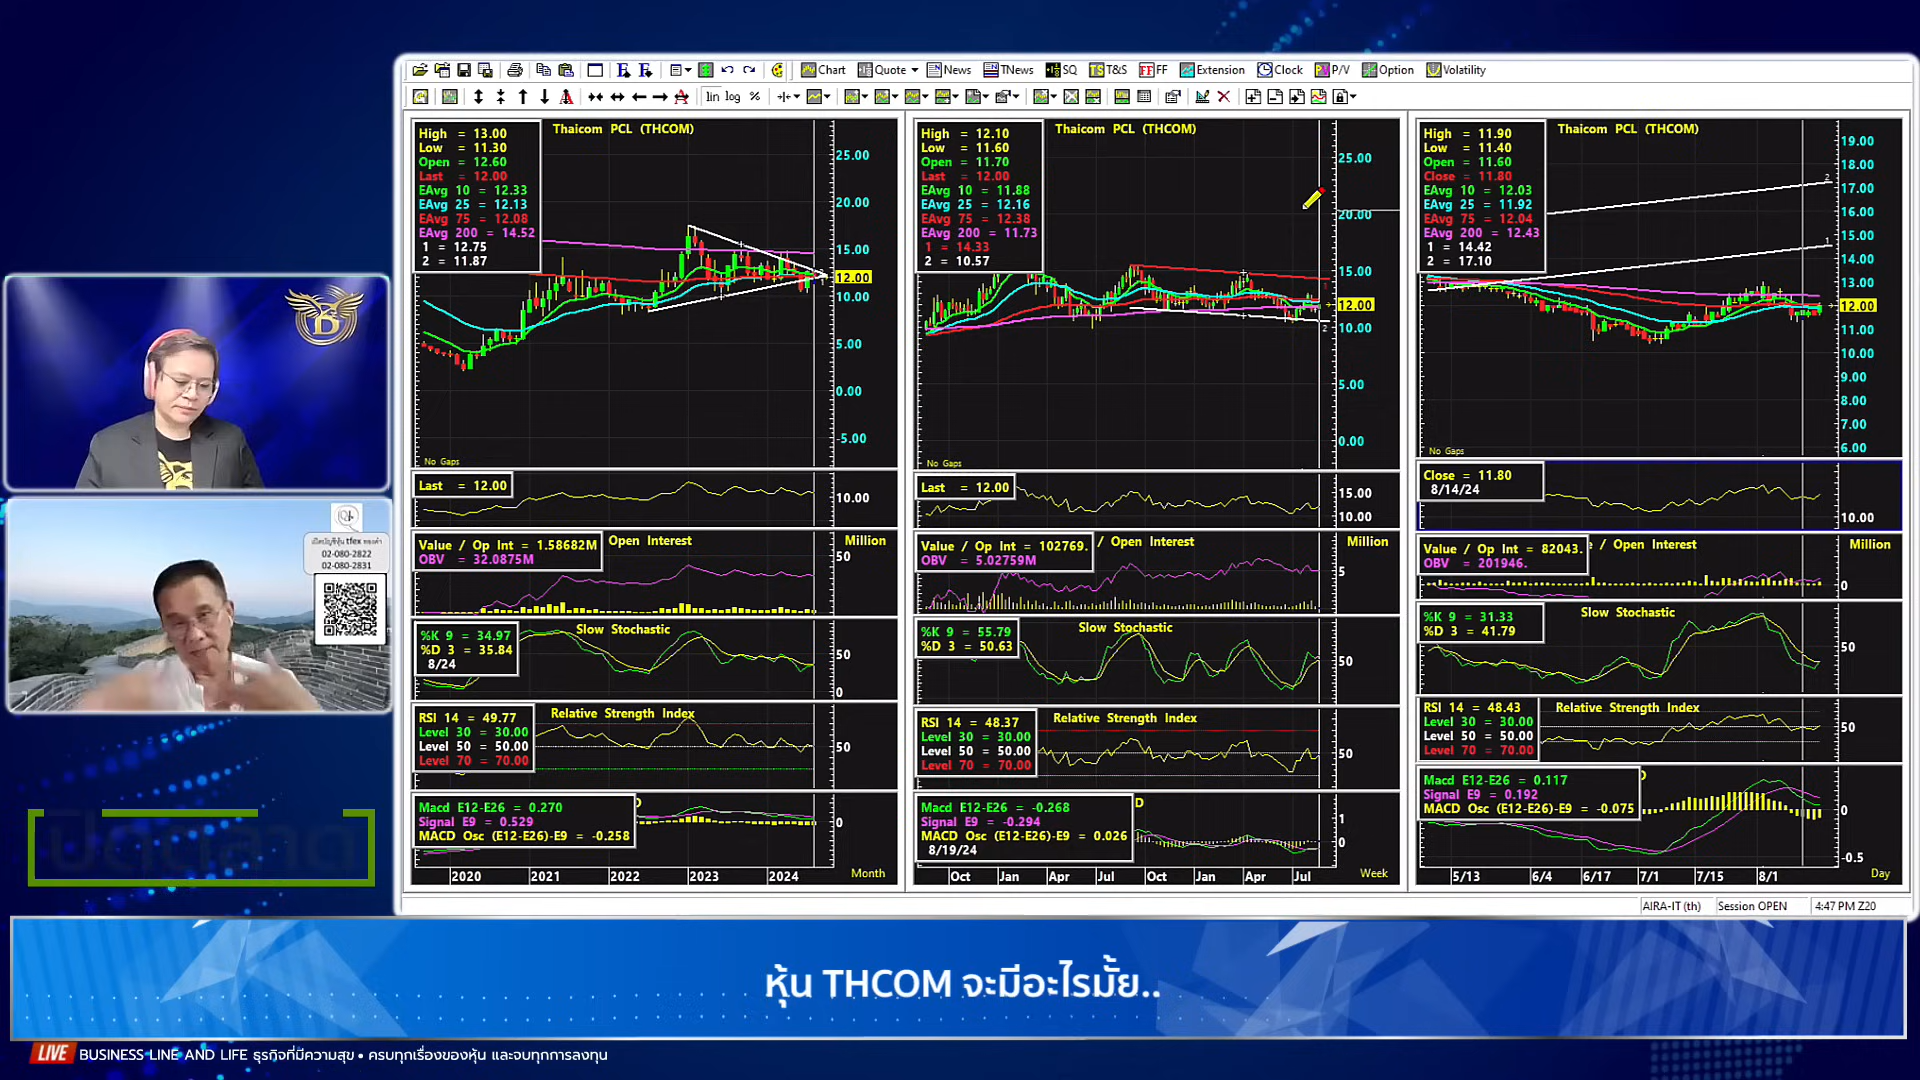 Chart Quote News TNews SQ T&S FF Extension Clock P/V Option Volatility
lin log %
High = 13.00
Low = 11.30
Open = 12.60
Last = 12.00
EAvg 10 = 12.33
EAvg 25 = 12.13
EAvg 75 = 12.08
EAvg 200 = 14.52
1 = 12.75
2 = 11.87
Thaicom PCL (THCOM)
25.00
20.00
15.00
12.00
10.00
5.00
0.00
-5.00
No Gaps
Last = 12.00
10.00
Value / Op Int = 1.58682M
OBV = 32.0875M
Open Interest
Million
50
%K 9 = 34.97
%D 3 = 35.84
8/24
Slow Stochastic
50
0
RSI 14 = 49.77
Level 30 = 30.00
Level 50 = 50.00
Level 70 = 70.00
Relative Strength Index
50
Macd E12-E26 = 0.270
Signal E9 = 0.529
MACD Osc (E12-E26)-E9 = -0.258
0
2020 2021 2022 2023 2024
Month
High = 12.10
Low = 11.60
Open = 11.70
Last = 12.00
EAvg 10 = 11.88
EAvg 25 = 12.16
EAvg 75 = 12.38
EAvg 200 = 11.73
1 = 14.33
2 = 10.57
Thaicom PCL (THCOM)
25.00
20.00
15.00
12.00
10.00
5.00
0.00
No Gaps
Last = 12.00
15.00
10.00
Value / Op Int = 102769.
OBV = 5.02759M
/ Open Interest
Million
5
%K 9 = 55.79
%D 3 = 50.63
Slow Stochastic
50
RSI 14 = 48.37
Level 30 = 30.00
Level 50 = 50.00
Level 70 = 70.00
Relative Strength Index
50
Macd E12-E26 = -0.268
Signal E9 = -0.294
MACD Osc (E12-E26)-E9 = 0.026
8/19/24
D
1
0
Oct Jan Apr Jul Oct Jan Apr Jul
Week
High = 11.90
Low = 11.40
Open = 11.60
Close = 11.80
EAvg 10 = 12.03
EAvg 25 = 11.92
EAvg 75 = 12.04
EAvg 200 = 12.43
1 = 14.42
2 = 17.10
Thaicom PCL (THCOM)
2
1
19.00
18.00
17.00
16.00
15.00
14.00
13.00
12.00
11.00
10.00
9.00
8.00
7.00
6.00
No Gaps
Close = 11.80
8/14/24
10.00
Value / Op Int = 82043.
OBV = 201946.
/ Open Interest
Million
0
%K 9 = 31.33
%D 3 = 41.79
Slow Stochastic
50
RSI 14 = 48.43
Level 30 = 30.00
Level 50 = 50.00
Level 70 = 70.00
Relative Strength Index
50
Macd E12-E26 = 0.117
Signal E9 = 0.192
MACD Osc (E12-E26)-E9 = -0.075
0
-0.5
5/13 6/4 6/17 7/1 7/15 8/1
Day
AIRA-IT (th) Session OPEN 4:47 PM Z20
เปิดบัญชีหุ้น tfex ทองคำ
02-080-2822
02-080-2831
หุ้น THCOM จะมีอะไรมั้ย..
LIVE BUSINESS LINE AND LIFE ธุรกิจที่มีความสุข • ครบทุกเรื่องของหุ้น และจบทุกการลงทุน